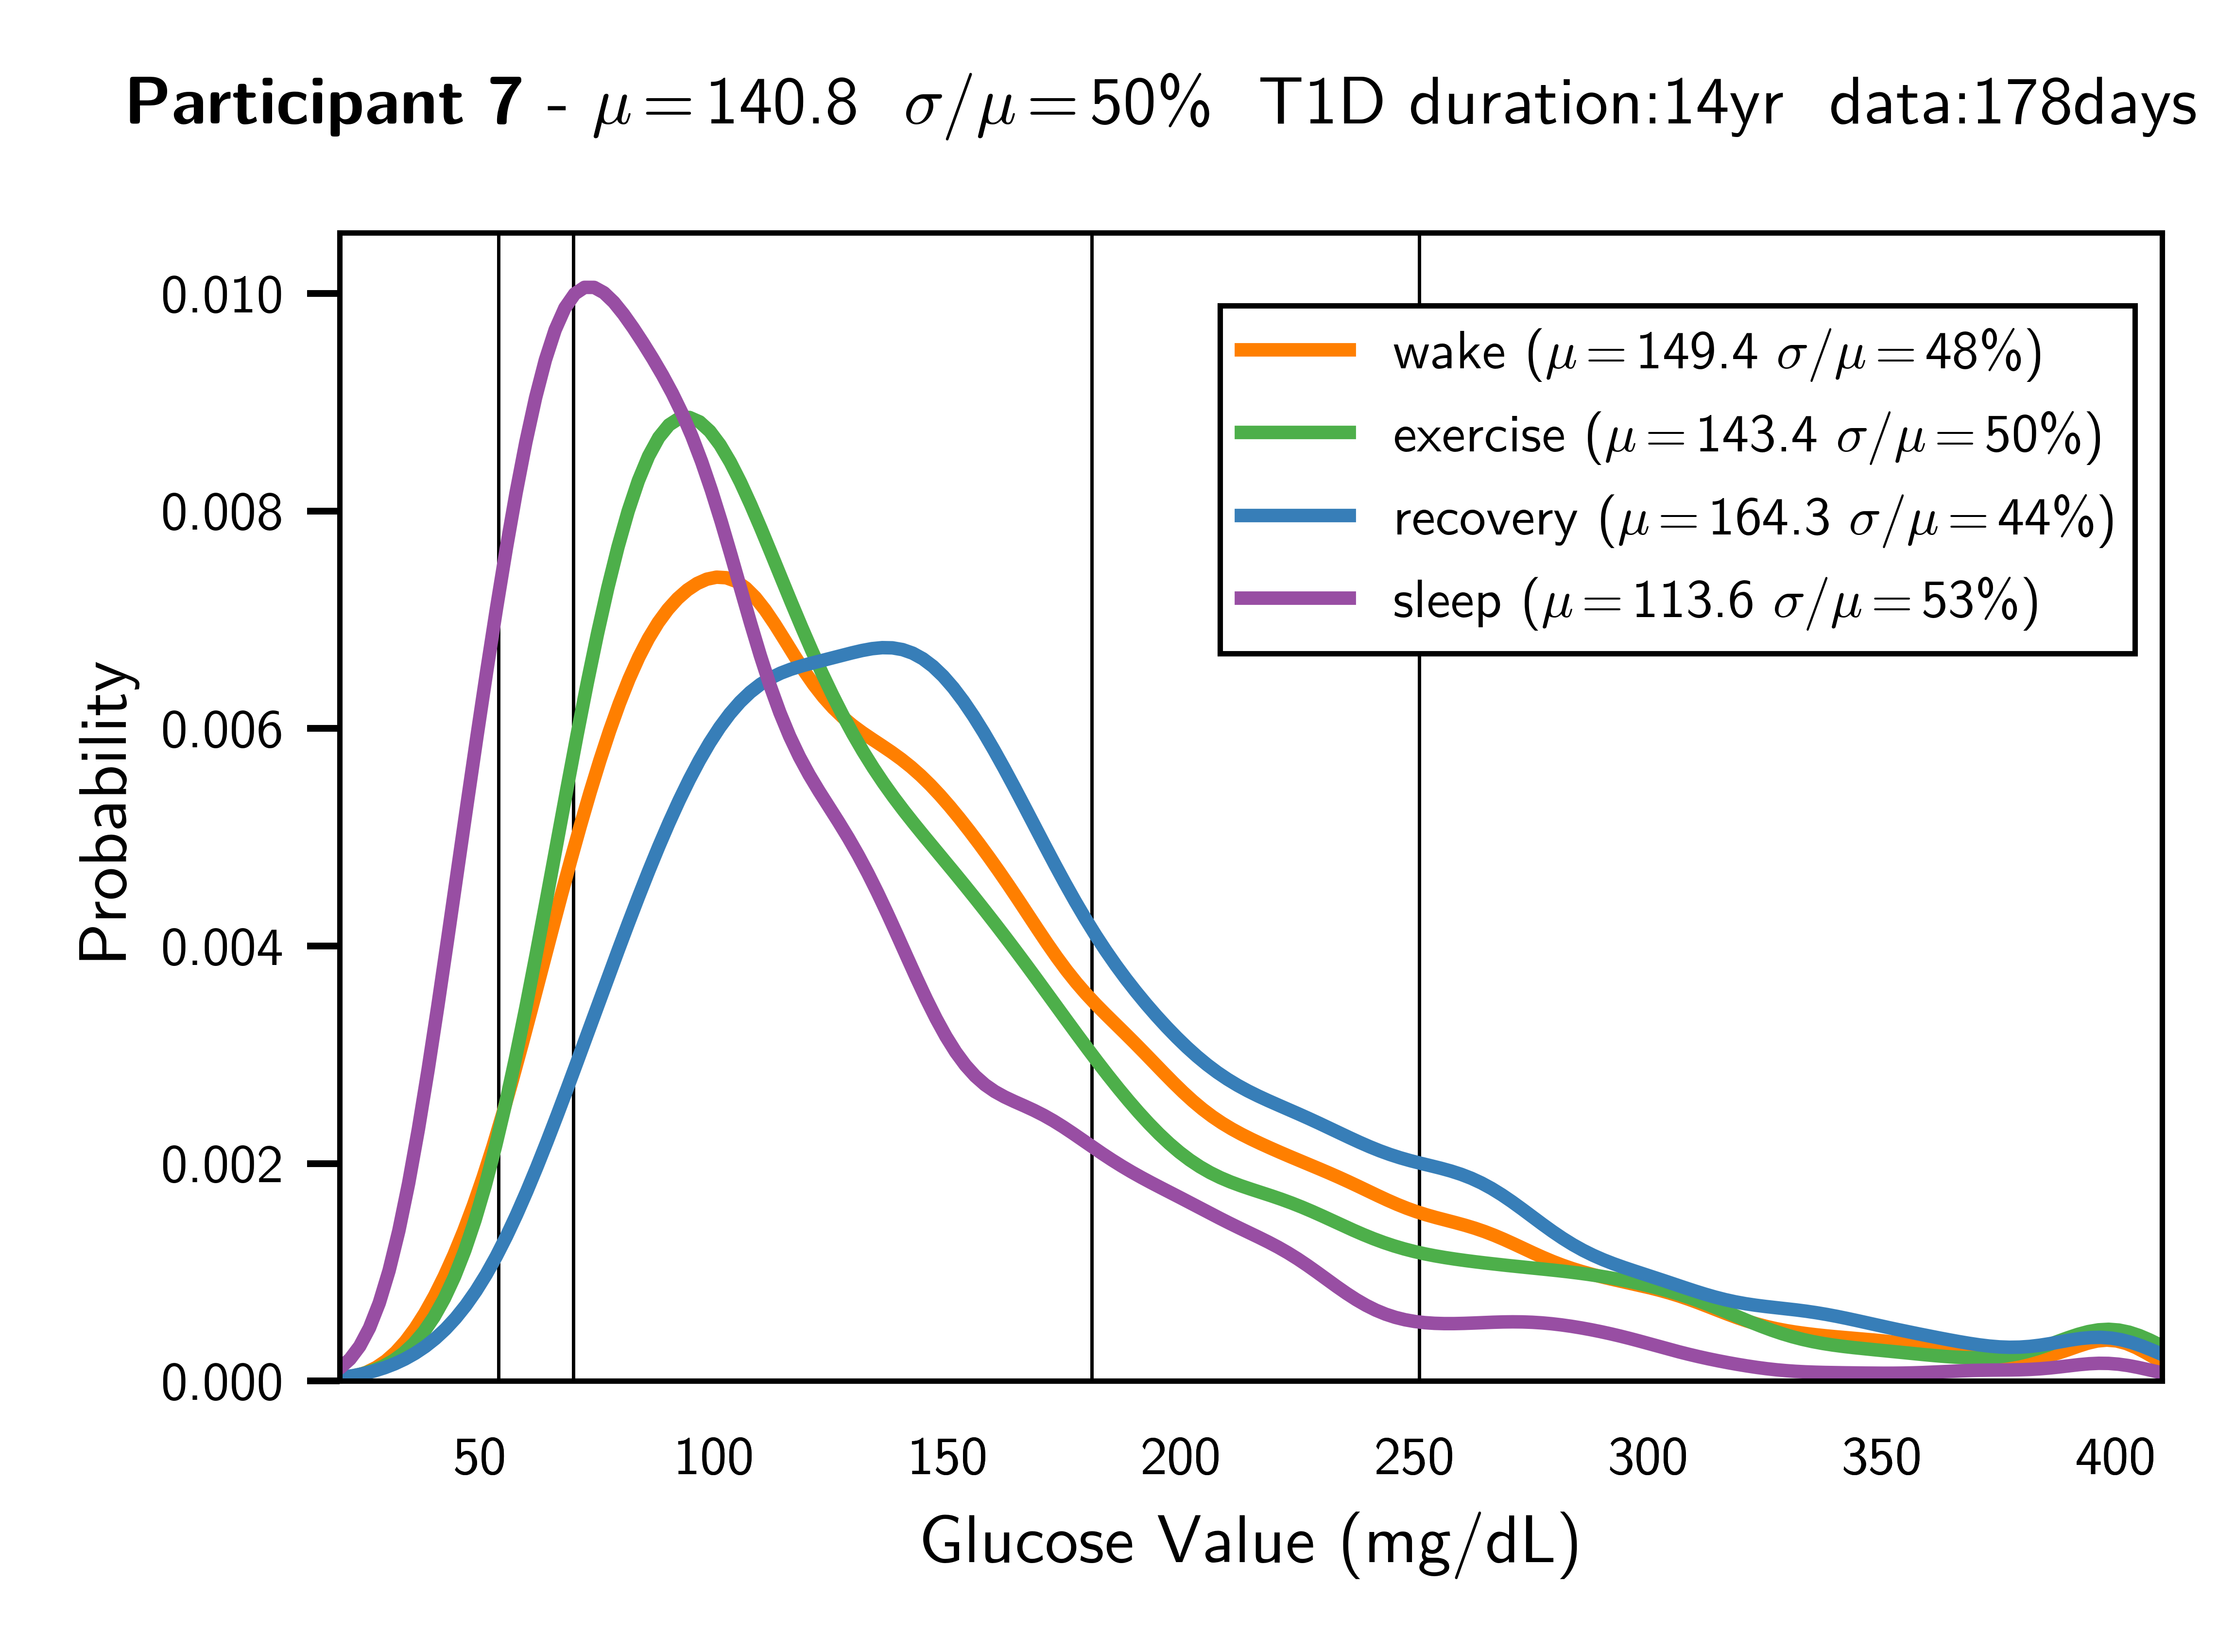 Participant 7 - μ = 140.8 σ/μ = 50% T1D duration:14yr data:178days
0.010
0.008
0.006
0.004
0.002
0.000
Probability
wake (μ = 149.4 σ/μ = 48%)
exercise (μ = 143.4 σ/μ = 50%)
recovery (μ = 164.3 σ/μ = 44%)
sleep (μ = 113.6 σ/μ = 53%)
50 100 150 200 250 300 350 400
Glucose Value (mg/dL)